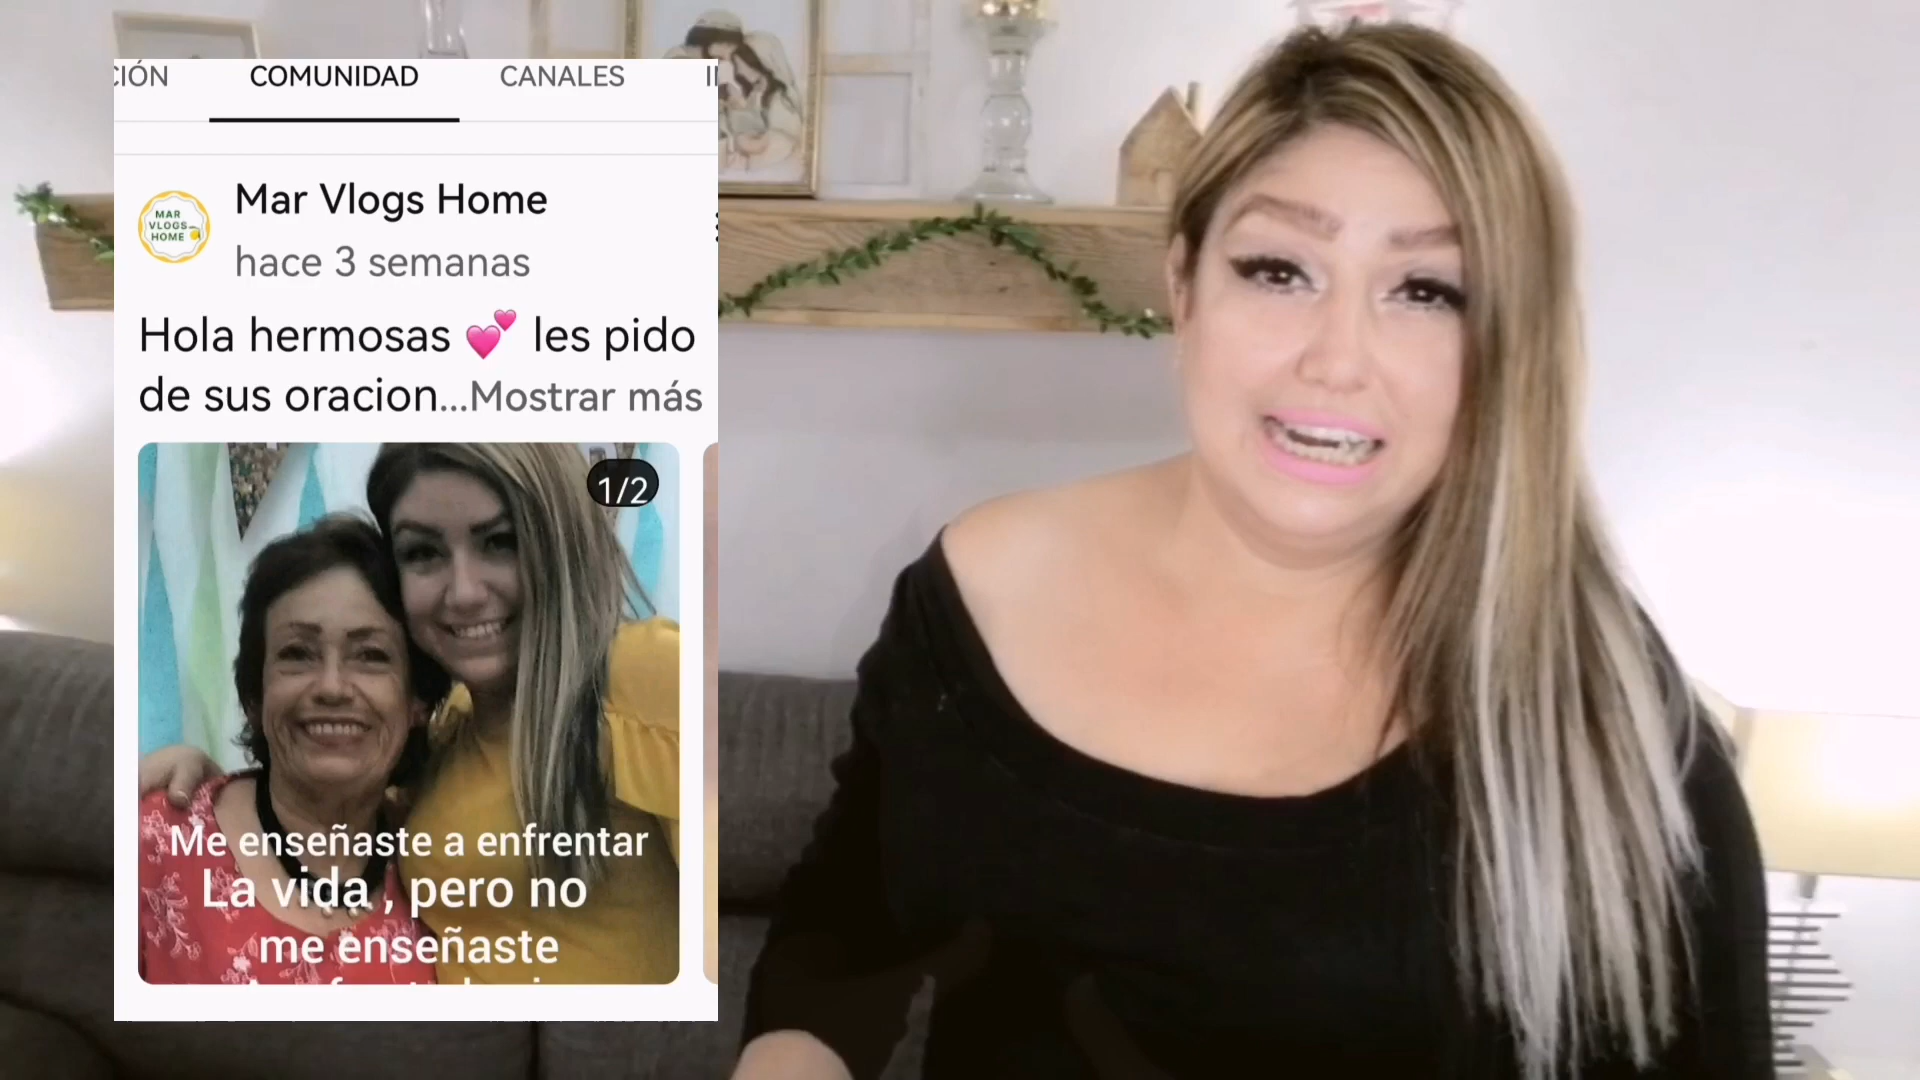 COMUNIDAD
CANALES
Mar Vlogs Home
MAR
VLOGS
HOME
hace 3 semanas
Hola hermosas 💕 les pido
de sus oracion...Mostrar más
1/2
Me enseñaste a enfrentar
La vida , pero no
me enseñaste